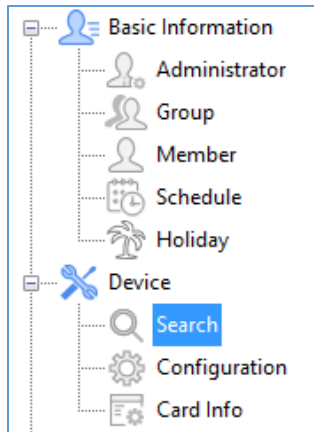 Basic Information
Administrator
Group
Member
Schedule
Holiday
Device
Search
Configuration
Card Info